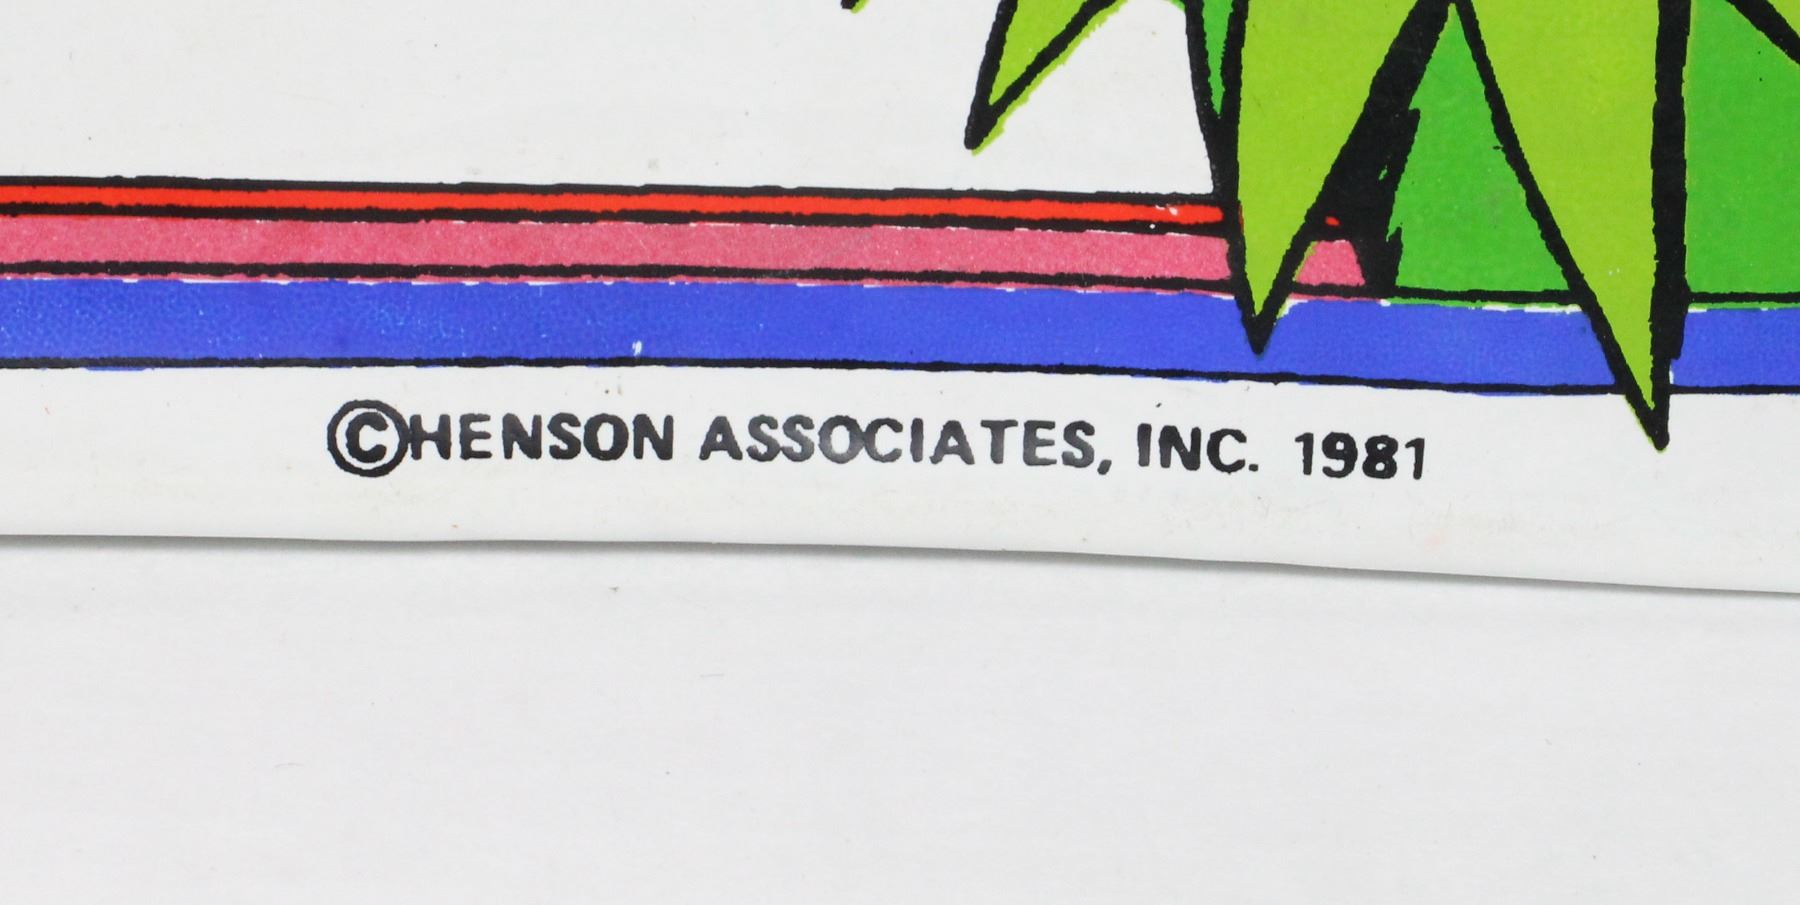 ©HENSON ASSOCIATES, INC. 1981